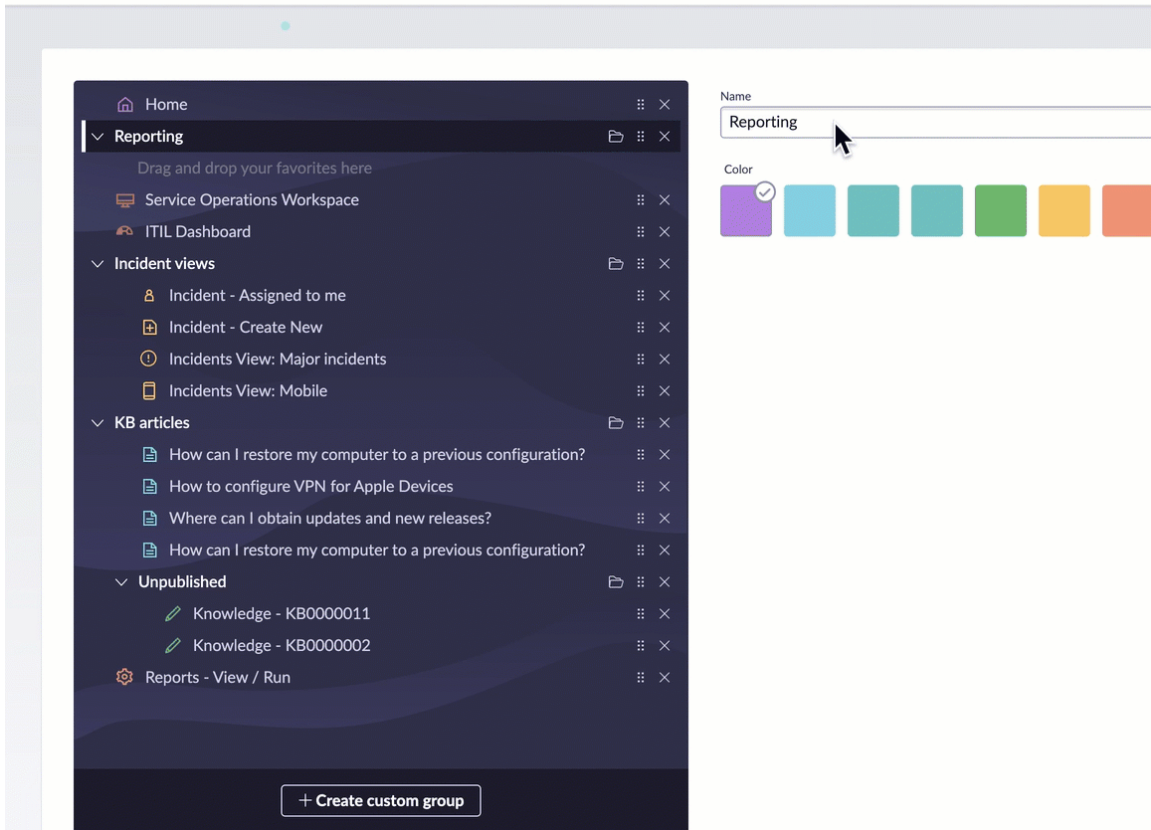 Home
Reporting
Drag and drop your favorites here
Service Operations Workspace
ITIL Dashboard
Incident views
Incident - Assigned to me
Incident - Create New
Incidents View: Major incidents
Incidents View: Mobile
KB articles
How can I restore my computer to a previous configuration?
How to configure VPN for Apple Devices
Where can I obtain updates and new releases?
How can I restore my computer to a previous configuration?
Unpublished
Knowledge - KB0000011
Knowledge - KB0000002
Reports - View / Run
+ Create custom group
Name
Reporting
Color